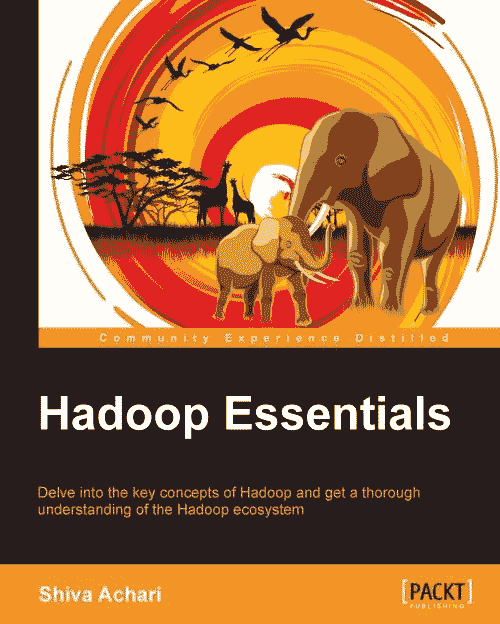 Community Experience Distilled
Hadoop Essentials
Delve into the key concepts of Hadoop and get a thorough
understanding of the Hadoop ecosystem
Shiva Achari
[PACKT]
PUBLISHING